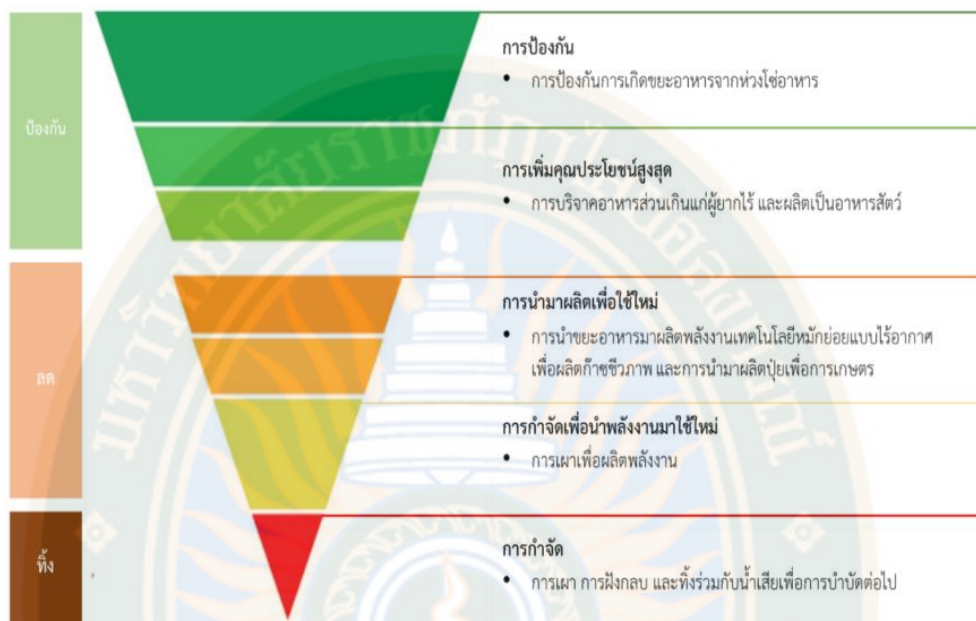 ป้องกัน
การป้องกัน
• การป้องกันการเกิดขยะอาหารจากห่วงโซ่อาหาร
การเพิ่มคุณประโยชน์สูงสุด
• การบริจาคอาหารส่วนเกินแก่ผู้ยากไร้ และผลิตเป็นอาหารสัตว์
ลด
การนำมาผลิตเพื่อใช้ใหม่
• การนำขยะอาหารมาผลิตพลังงานเทคโนโลยีหมักย่อยแบบไร้อากาศ
เพื่อผลิตก๊าซชีวภาพ และการนำมาผลิตปุ๋ยเพื่อการเกษตร
การกำจัดเพื่อนำพลังงานมาใช้ใหม่
• การเผาเพื่อผลิตพลังงาน
ทิ้ง
การกำจัด
• การเผา การฝังกลบ และทิ้งร่วมกับน้ำเสียเพื่อการบำบัดต่อไป